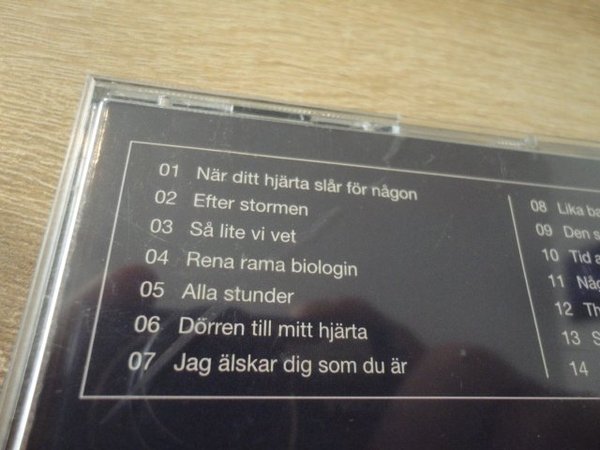 01 När ditt hjärta slår för någon
02 Efter stormen
03 Så lite vi vet
04 Rena rama biologin
05 Alla stunder
06 Dörren till mitt hjärta
07 Jag älskar dig som du är
08 Lika
09 Den
10 Tid
11
12
13
14